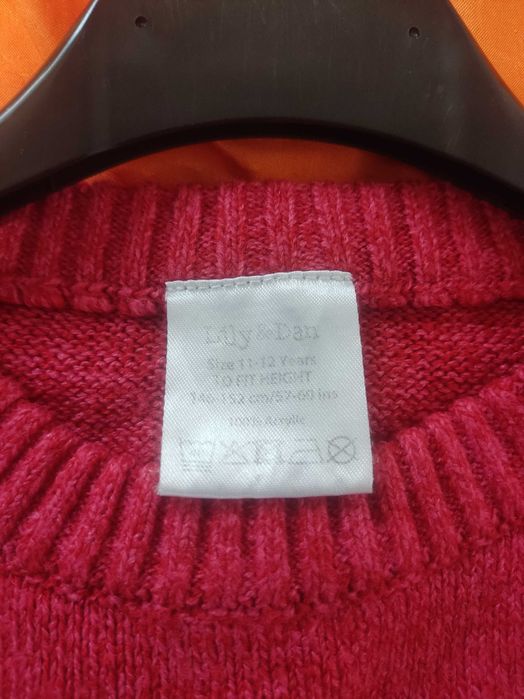 Lily & Dan
Size 11-12 Years
TO FIT HEIGHT
146-152 cm/57-60 ins
100% Acrylic